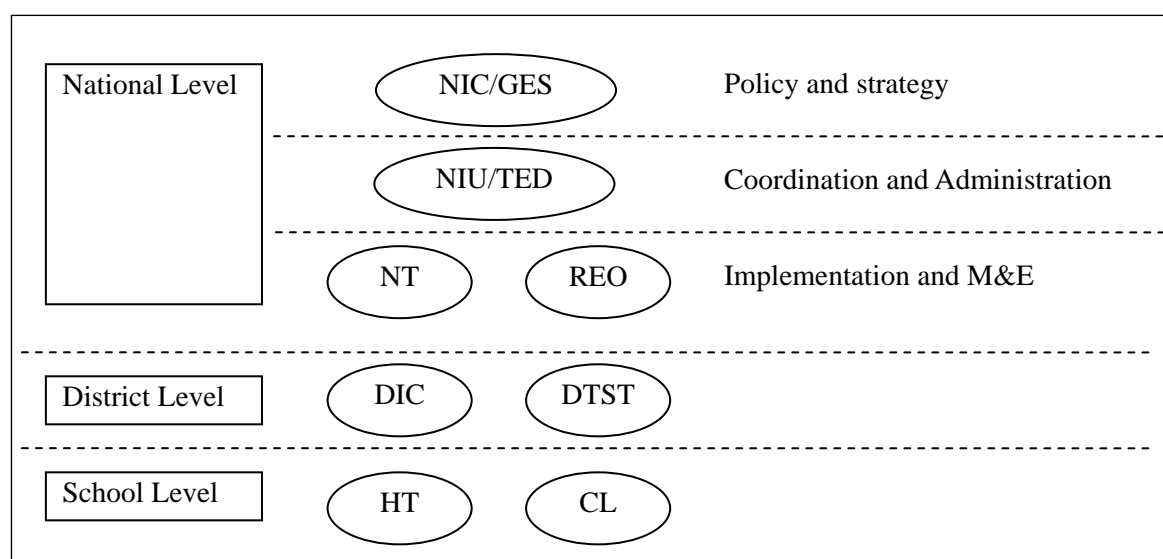 National Level NIC/GES Policy and strategy
NIU/TED Coordination and Administration
NT REO Implementation and M&E
District Level DIC DTST
School Level HT CL